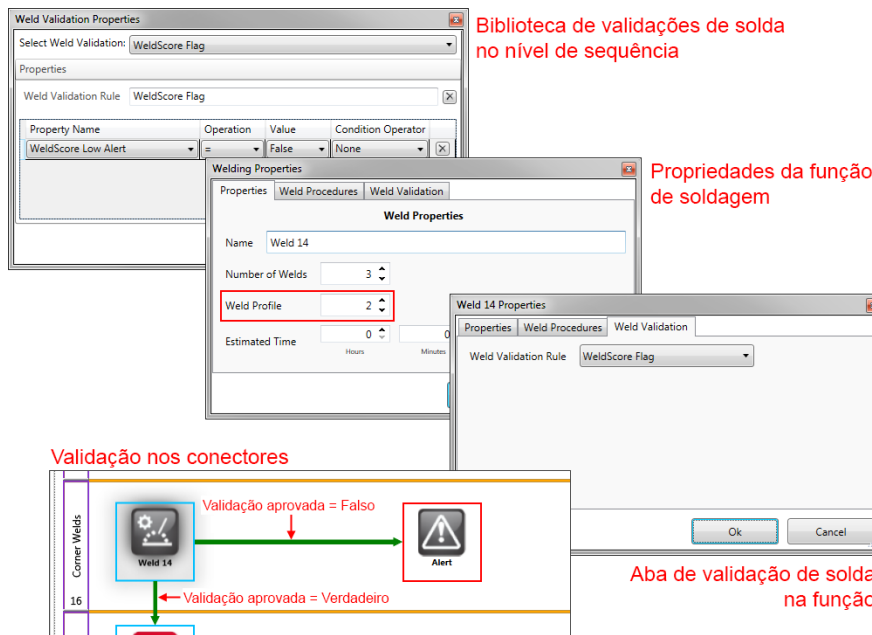 Weld Validation Properties
Biblioteca de validações de solda
no nível de sequência
Select Weld Validation: WeldScore Flag
Properties
Weld Validation Rule WeldScore Flag
Property Name Operation Value Condition Operator
WeldScore Low Alert = False None
Welding Properties
Propriedades da função
de soldagem
Properties Weld Procedures Weld Validation
Weld Properties
Name Weld 14
Number of Welds 3
Weld Profile 2
Estimated Time 0 0
Hours Minutes
Weld 14 Properties
Properties Weld Procedures Weld Validation
Weld Validation Rule WeldScore Flag
Ok Cancel
Aba de validação de solda
na função
Validação nos conectores
Corner Welds
16
Validação aprovada = Falso
Weld 14
Alert
Validação aprovada = Verdadeiro